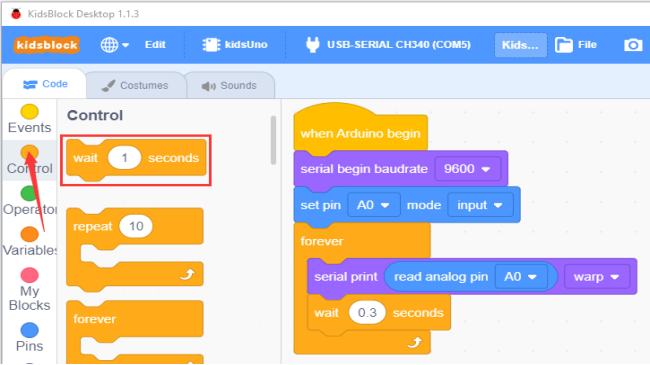 KidsBlock Desktop 1.1.3
kidsblock Edit kidsUno USB-SERIAL CH340 (COM5) Kids... File
Code Costumes Sounds
Events
Control
Operator
Variables
My
Blocks
Pins
Control
wait 1 seconds
repeat 10
forever
when Arduino begin
serial begin baudrate 9600
set pin A0 mode input
forever
serial print read analog pin A0 warp
wait 0.3 seconds